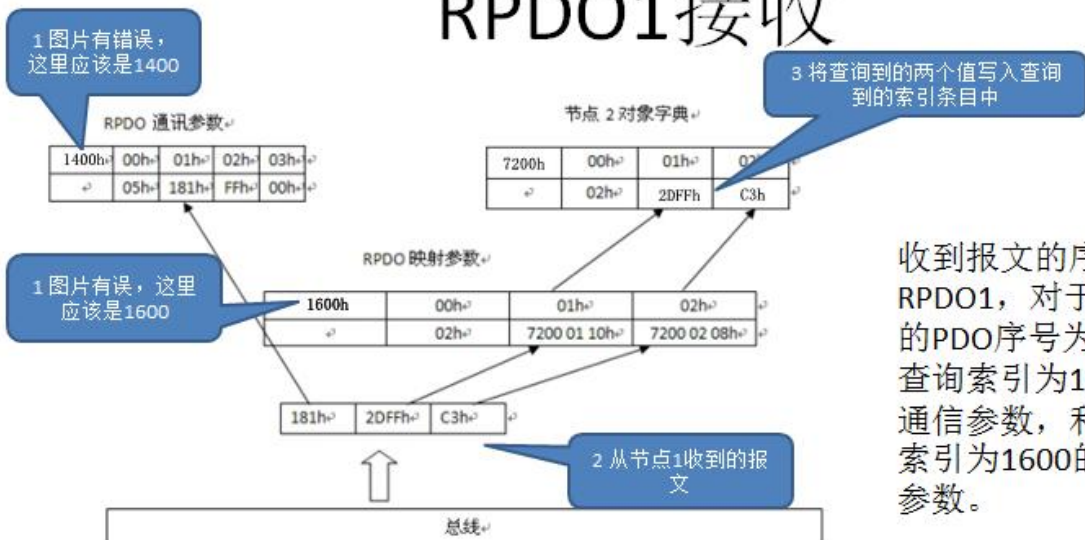 RPDO1接收
1 图片有错误，
这里应该是1400
3 将查询到的两个值写入查询
到的索引条目中
RPDO 通讯参数
节点 2 对象字典
1400h 00h 01h 02h 03h
05h 181h FFh 00h
7200h 00h 01h 02
02h 2DFFh C3h
RPDO 映射参数
1 图片有误，这里
应该是1600
1600h 00h 01h 02h
02h 7200 01 10h 7200 02 08h
181h 2DFFh C3h
2 从节点1收到的报
文
总线
收到报文的
RPDO1，对于
的PDO序号为
查询索引为1
通信参数，
索引为1600的
参数。